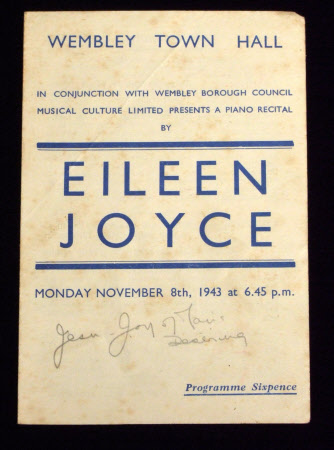 WEMBLEY TOWN HALL
IN CONJUNCTION WITH WEMBLEY BOROUGH COUNCIL
MUSICAL CULTURE LIMITED PRESENTS A PIANO RECITAL
BY
EILEEN
JOYCE
MONDAY NOVEMBER 8th, 1943 at 6.45 p.m.
Programme Sixpence